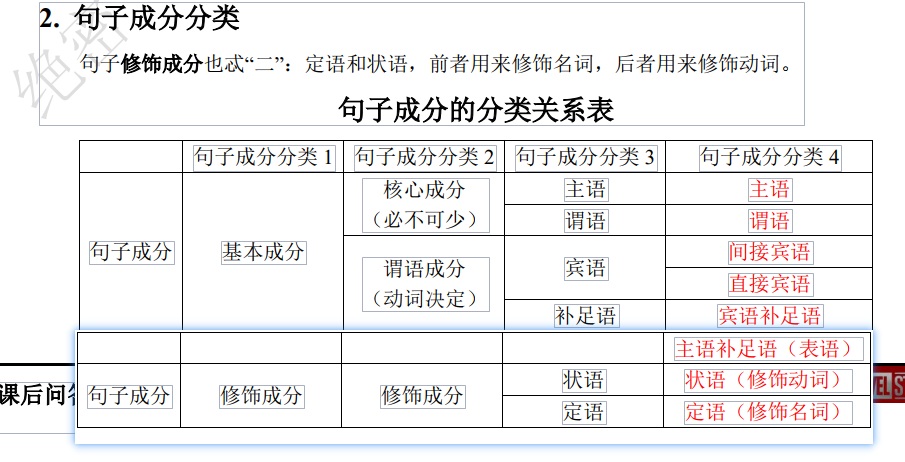 2. 句子成分分类
绝密
句子修饰成分也忒“二”：定语和状语，前者用来修饰名词，后者用来修饰动词。
句子成分的分类关系表
句子成分分类 1 句子成分分类 2 句子成分分类 3 句子成分分类 4
核心成分 主语 主语
（必不可少） 谓语 谓语
句子成分 基本成分 谓语成分 宾语 间接宾语
（动词决定） 直接宾语
补足语 宾语补足语
主语补足语（表语）
课后问 句子成分 修饰成分 修饰成分 状语 状语（修饰动词）
定语 定语（修饰名词）